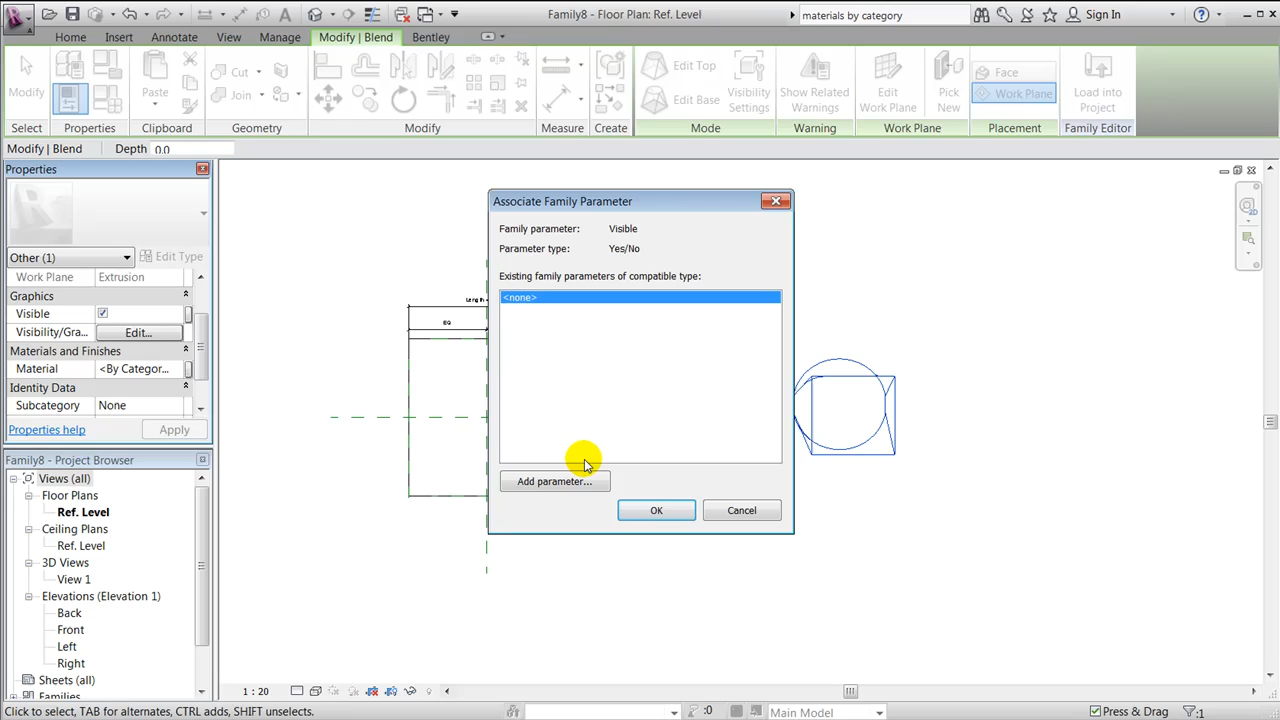 Family8 - Floor Plan: Ref. Level
materials by category
Sign In
Home
Insert
Annotate
View
Manage
Modify | Blend
Bentley
Modify
Paste
Cut
Join
Edit Top
Edit Base
Visibility
Settings
Show Related
Warnings
Edit
Work Plane
Pick
New
Face
Work Plane
Load into
Project
Select
Properties
Clipboard
Geometry
Modify
Measure
Create
Mode
Warning
Work Plane
Placement
Family Editor
Modify | Blend
Depth
0.0
Properties
Other (1)
Edit Type
Work Plane
Extrusion
Graphics
Visible
Visibility/Gra...
Edit...
Materials and Finishes
Material
<By Categor...
Identity Data
Subcategory
None
Properties help
Apply
Family8 - Project Browser
Views (all)
Floor Plans
Ref. Level
Ceiling Plans
Ref. Level
3D Views
View 1
Elevations (Elevation 1)
Back
Front
Left
Right
Sheets (all)
Families
Length
EQ
Associate Family Parameter
Family parameter:
Visible
Parameter type:
Yes/No
Existing family parameters of compatible type:
<none>
Add parameter...
OK
Cancel
1 : 20
Click to select, TAB for alternates, CTRL adds, SHIFT unselects.
:0
Main Model
Press & Drag
:1